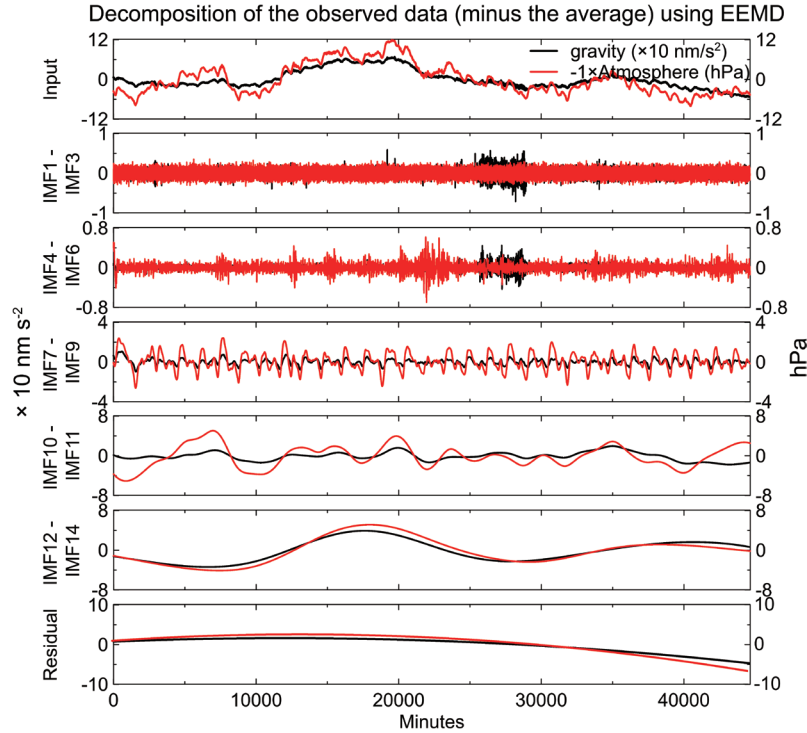 Decomposition of the observed data (minus the average) using EEMD
12
0
-12
Input
gravity (×10 nm/s²)
-1×Atmosphere (hPa)
12
0
-12
1
0
-1
IMF1 -
IMF3
1
0
-1
0.8
0
-0.8
IMF4 -
IMF6
0.8
0
-0.8
× 10 nm s⁻²
4
0
-4
IMF7 -
IMF9
4
0
-4
hPa
8
0
-8
IMF10 -
IMF11
8
0
-8
8
0
-8
IMF12 -
IMF14
8
0
-8
10
0
-10
Residual
10
0
-10
0 10000 20000 30000 40000
Minutes